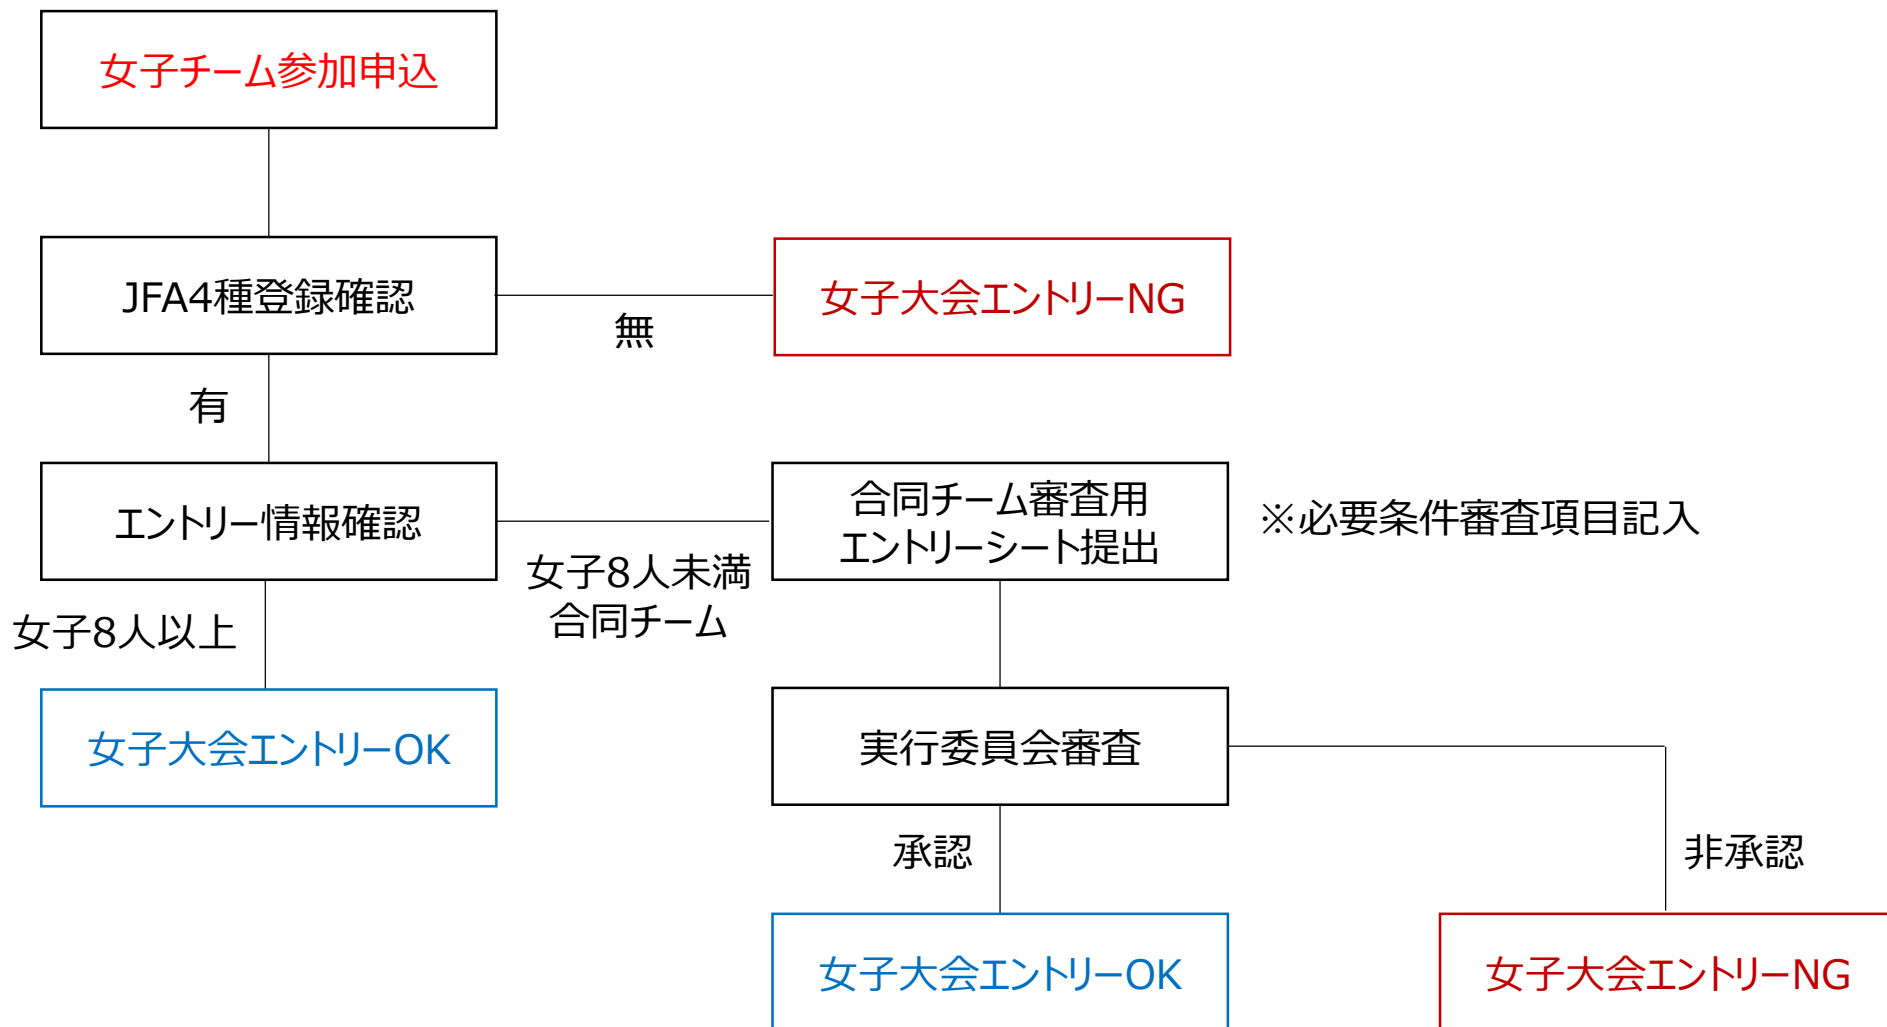 女子チーム参加申込
JFA4種登録確認
無
女子大会エントリーNG
有
エントリー情報確認
女子8人未満
合同チーム
合同チーム審査用
エントリーシート提出
※必要条件審査項目記入
女子8人以上
女子大会エントリーOK
実行委員会審査
承認
非承認
女子大会エントリーOK
女子大会エントリーNG